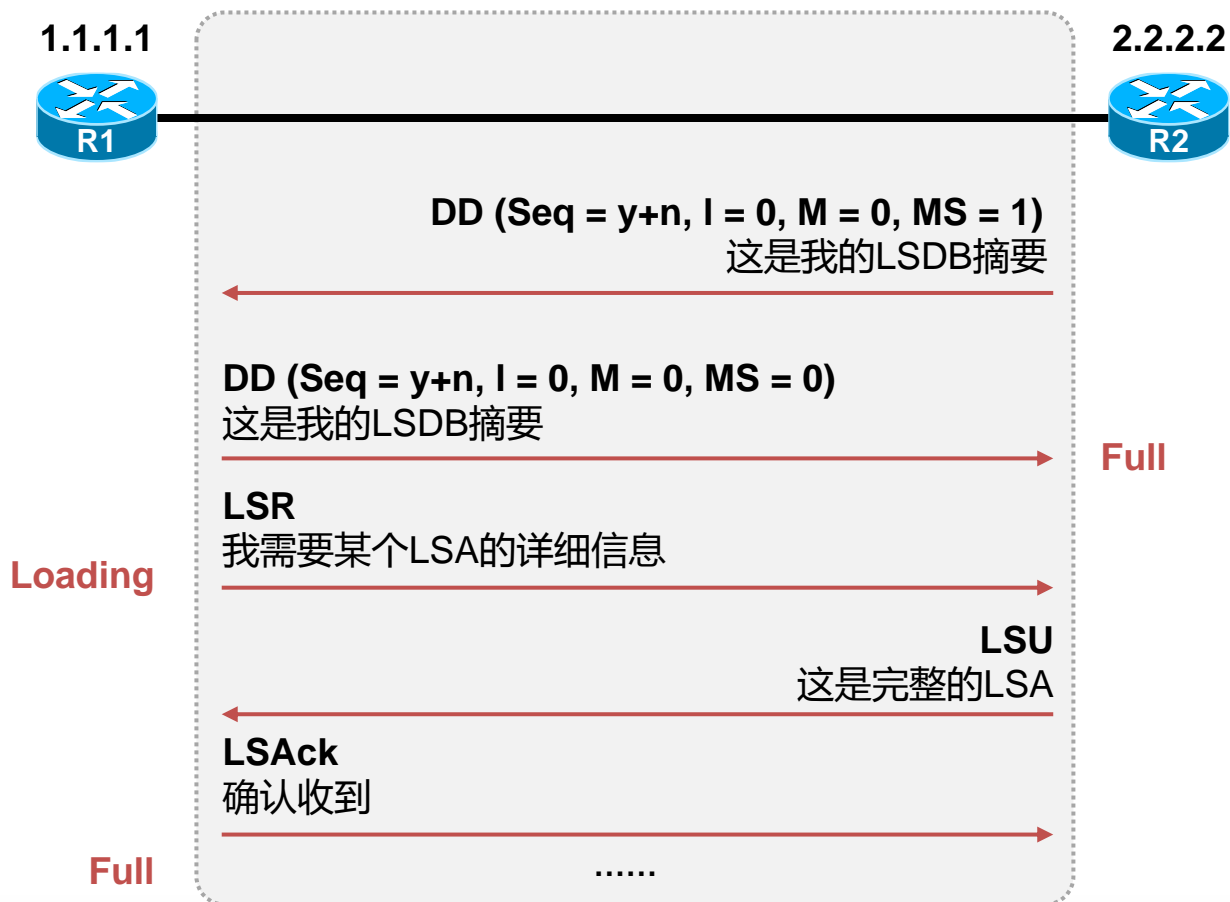 1.1.1.1
2.2.2.2
R1
R2
DD (Seq = y+n, I = 0, M = 0, MS = 1)
这是我的LSDB摘要
DD (Seq = y+n, I = 0, M = 0, MS = 0)
这是我的LSDB摘要
Full
LSR
我需要某个LSA的详细信息
Loading
LSU
这是完整的LSA
LSAck
确认收到
Full
......